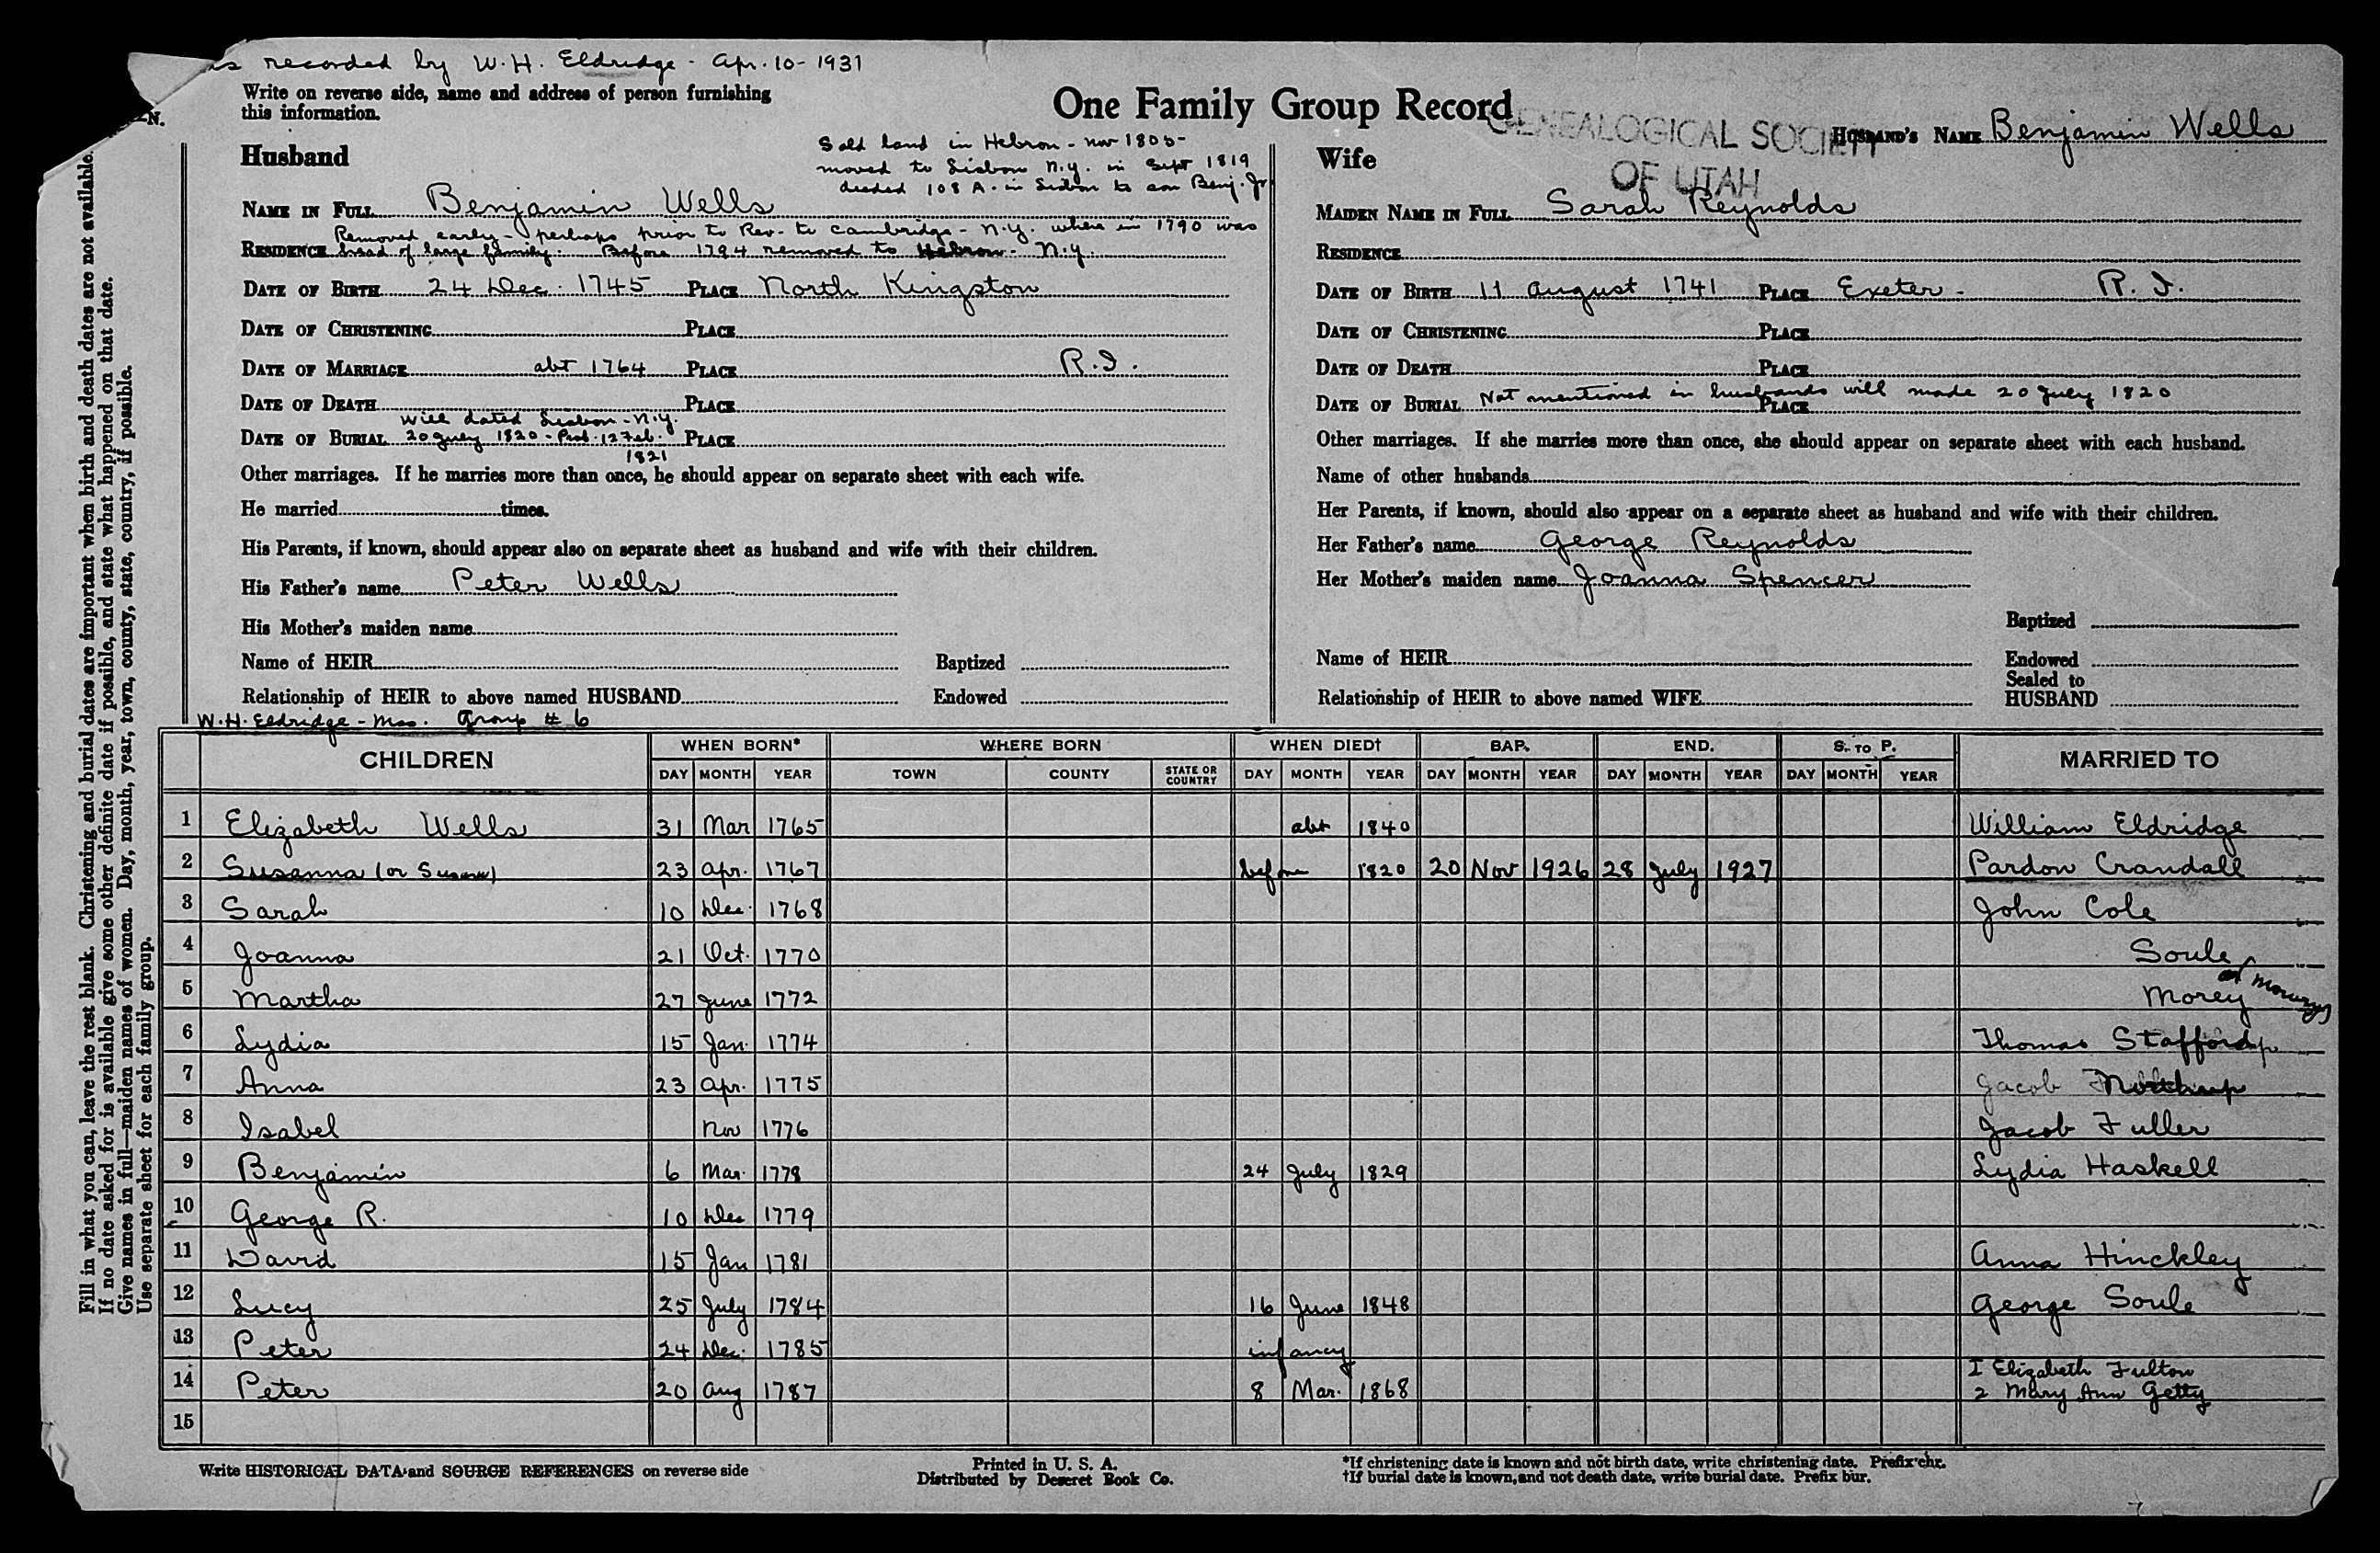 is recorded by W.H. Eldridge - Apr. 10 - 1931
Write on reverse side, name and address of person furnishing
this information.
One Family Group Record
GENEALOGICAL SOCIETY
OF UTAH
HUSBAND'S NAME Benjamin Wells
N.
Husband
Sold land in Hebron - nov 1805 -
moved to Lisbon N.Y. in Sept 1819
deeded 108 A. in Lisbon to son Benj. Jr
NAME IN FULL Benjamin Wells
Removed early - perhaps prior to Rev. to Cambridge - N.Y. where in 1790 was
RESIDENCE head of large family. Before 1794 removed to Hebron - N.Y.
DATE OF BIRTH 24 Dec. 1745 PLACE North Kingston
DATE OF CHRISTENING PLACE
DATE OF MARRIAGE abt 1764 PLACE R.I.
DATE OF DEATH PLACE
Will dated Lisbon - N.Y.
DATE OF BURIAL 20 July 1820 - Prob. 12 Feb. PLACE
1821
Other marriages. If he marries more than once, he should appear on separate sheet with each wife.
He married times.
His Parents, if known, should appear also on separate sheet as husband and wife with their children.
His Father's name Peter Wells
His Mother's maiden name
Name of HEIR Baptized
Relationship of HEIR to above named HUSBAND Endowed
W.H. Eldridge - Mss. Group # 6
Wife
MAIDEN NAME IN FULL Sarah Reynolds
RESIDENCE
DATE OF BIRTH 11 August 1741 PLACE Exeter - R.I.
DATE OF CHRISTENING PLACE
DATE OF DEATH PLACE
DATE OF BURIAL Not mentioned in husbands will made 20 July 1820
PLACE
Other marriages. If she marries more than once, she should appear on separate sheet with each husband.
Name of other husbands
Her Parents, if known, should also appear on a separate sheet as husband and wife with their children.
Her Father's name George Reynolds
Her Mother's maiden name Joanna Spencer
Baptized
Name of HEIR Endowed
Sealed to
Relationship of HEIR to above named WIFE HUSBAND
Fill in what you can, leave the rest blank. Christening and burial dates are important when birth and death dates are not available.
If no date asked for is available give some other definite date if possible, and state what happened on that date.
Give names in full—maiden names of women. Day, month, year, town, county, state, country, if possible.
Use separate sheet for each family group.
CHILDREN WHEN BORN* WHERE BORN WHEN DIED† BAP. END. S. TO P. MARRIED TO
DAY MONTH YEAR TOWN COUNTY STATE OR COUNTRY DAY MONTH YEAR DAY MONTH YEAR DAY MONTH YEAR DAY MONTH YEAR
1 Elizabeth Wells 31 Mar 1765 abt 1840 William Eldridge
2 Susanna (or Susan) 23 Apr. 1767 before 1820 20 Nov 1926 28 July 1927 Pardon Crandall
3 Sarah 10 Dec. 1768 John Cole
4 Joanna 21 Oct. 1770 Soule
5 Martha 27 June 1772 Morey or
6 Lydia 15 Jan. 1774 Thomas Stafford
7 Anna 23 Apr. 1775 Jacob Northrup
8 Isabel Nov 1776 Jacob Fuller
9 Benjamin 6 Mar. 1778 24 July 1829 Lydia Haskell
10 George R. 10 Dec 1779
11 David 15 Jan 1781 Anna Hinckley
12 Lucy 25 July 1784 16 June 1848 George Soule
13 Peter 24 Dec. 1785 infancy
14 Peter 20 Aug 1787 8 Mar. 1868 1 Elizabeth Fulton
2 Mary Ann Getty
15
Write HISTORICAL DATA and SOURCE REFERENCES on reverse side
Printed in U. S. A.
Distributed by Deseret Book Co.
*If christening date is known and not birth date, write christening date. Prefix chr.
†If burial date is known, and not death date, write burial date. Prefix bur.